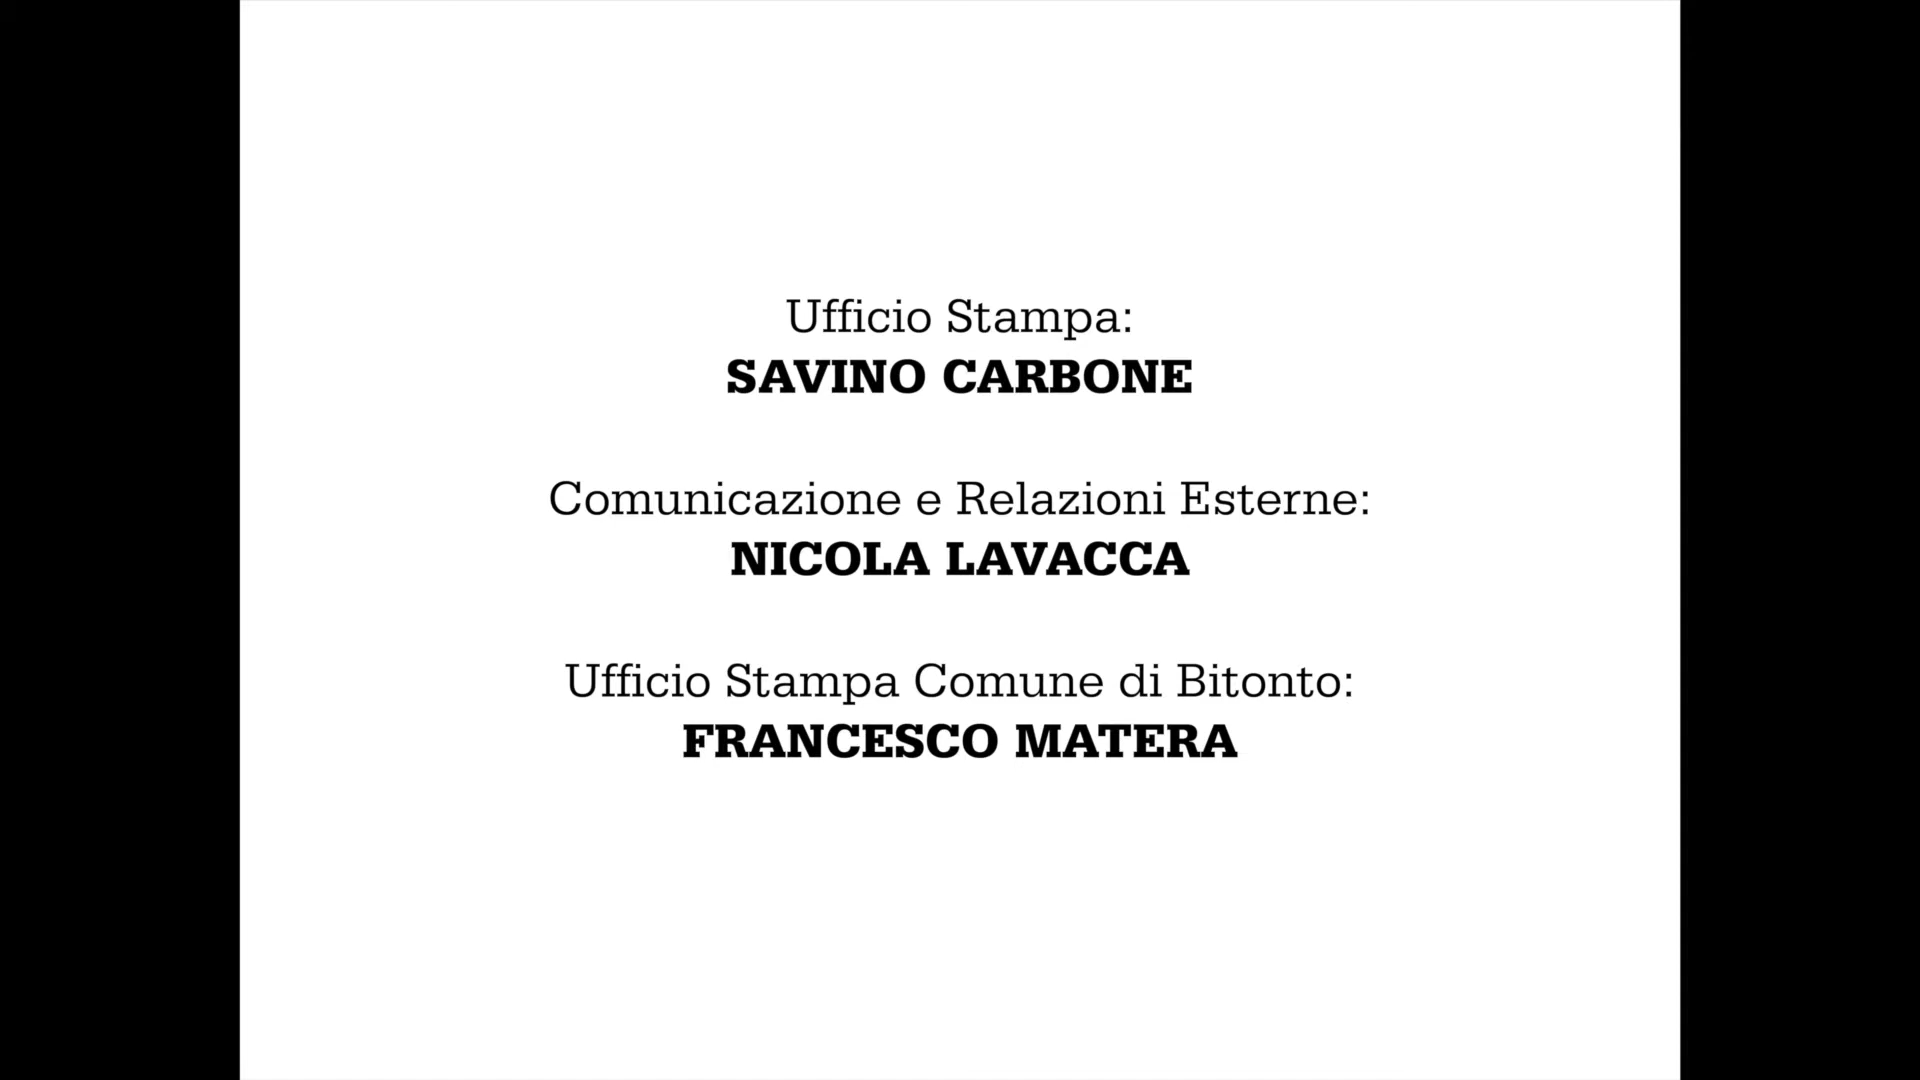 Ufficio Stampa:
SAVINO CARBONE
Comunicazione e Relazioni Esterne:
NICOLA LAVACCA
Ufficio Stampa Comune di Bitonto:
FRANCESCO MATERA